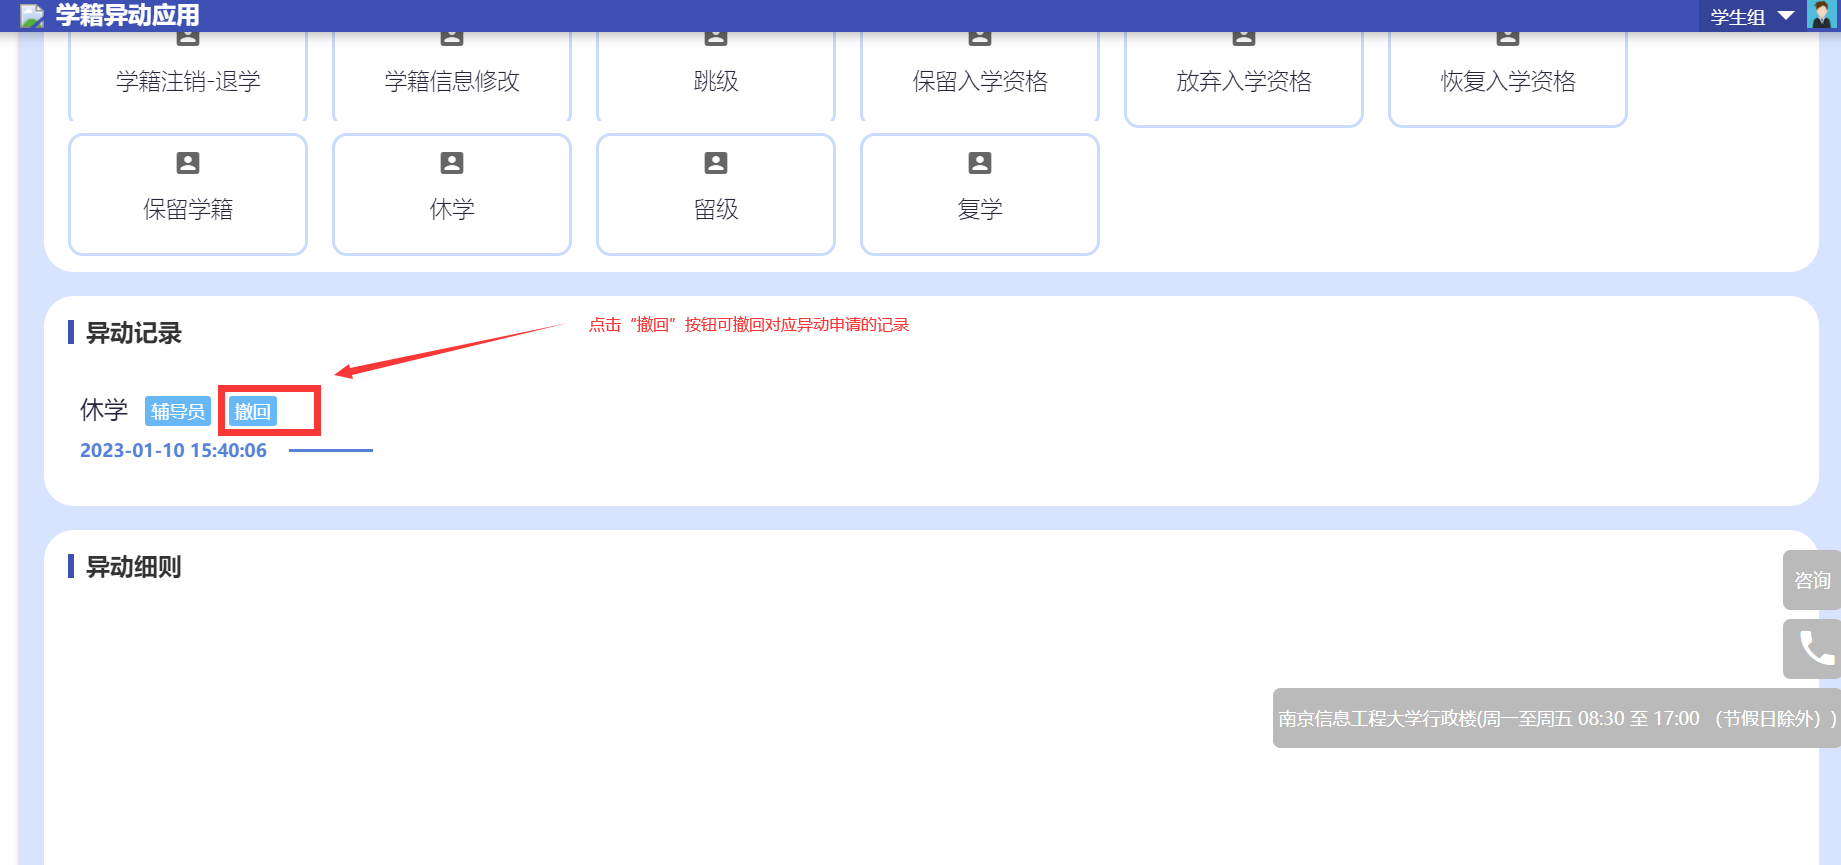 学籍异动应用
学生组
学籍注销-退学
学籍信息修改
跳级
保留入学资格
放弃入学资格
恢复入学资格
保留学籍
休学
留级
复学
异动记录
点击“撤回”按钮可撤回对应异动申请的记录
休学 辅导员 撤回
2023-01-10 15:40:06
异动细则
咨询
南京信息工程大学行政楼(周一至周五 08:30 至 17:00 （节假日除外）)